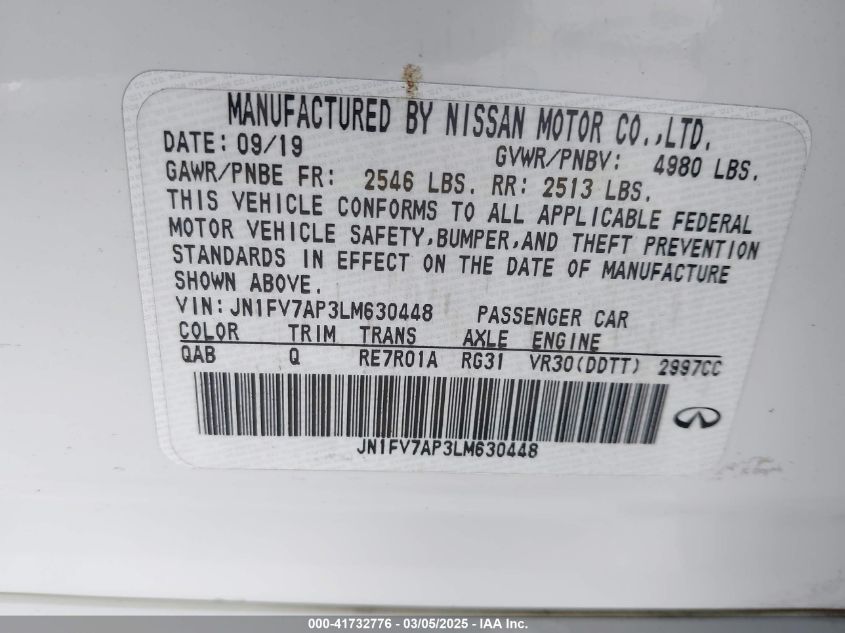 MANUFACTURED BY NISSAN MOTOR CO.,LTD.
DATE: 09/19 GVWR/PNBV: 4980 LBS.
GAWR/PNBE FR: 2546 LBS. RR: 2513 LBS.
THIS VEHICLE CONFORMS TO ALL APPLICABLE FEDERAL
MOTOR VEHICLE SAFETY,BUMPER,AND THEFT PREVENTION
STANDARDS IN EFFECT ON THE DATE OF MANUFACTURE
SHOWN ABOVE.
VIN: JN1FV7AP3LM630448 PASSENGER CAR
COLOR TRIM TRANS AXLE ENGINE
QAB Q RE7R01A RG31 VR30(DDTT) 2997CC
JN1FV7AP3LM630448
000-41732776 — 03/05/2025 — IAA Inc.